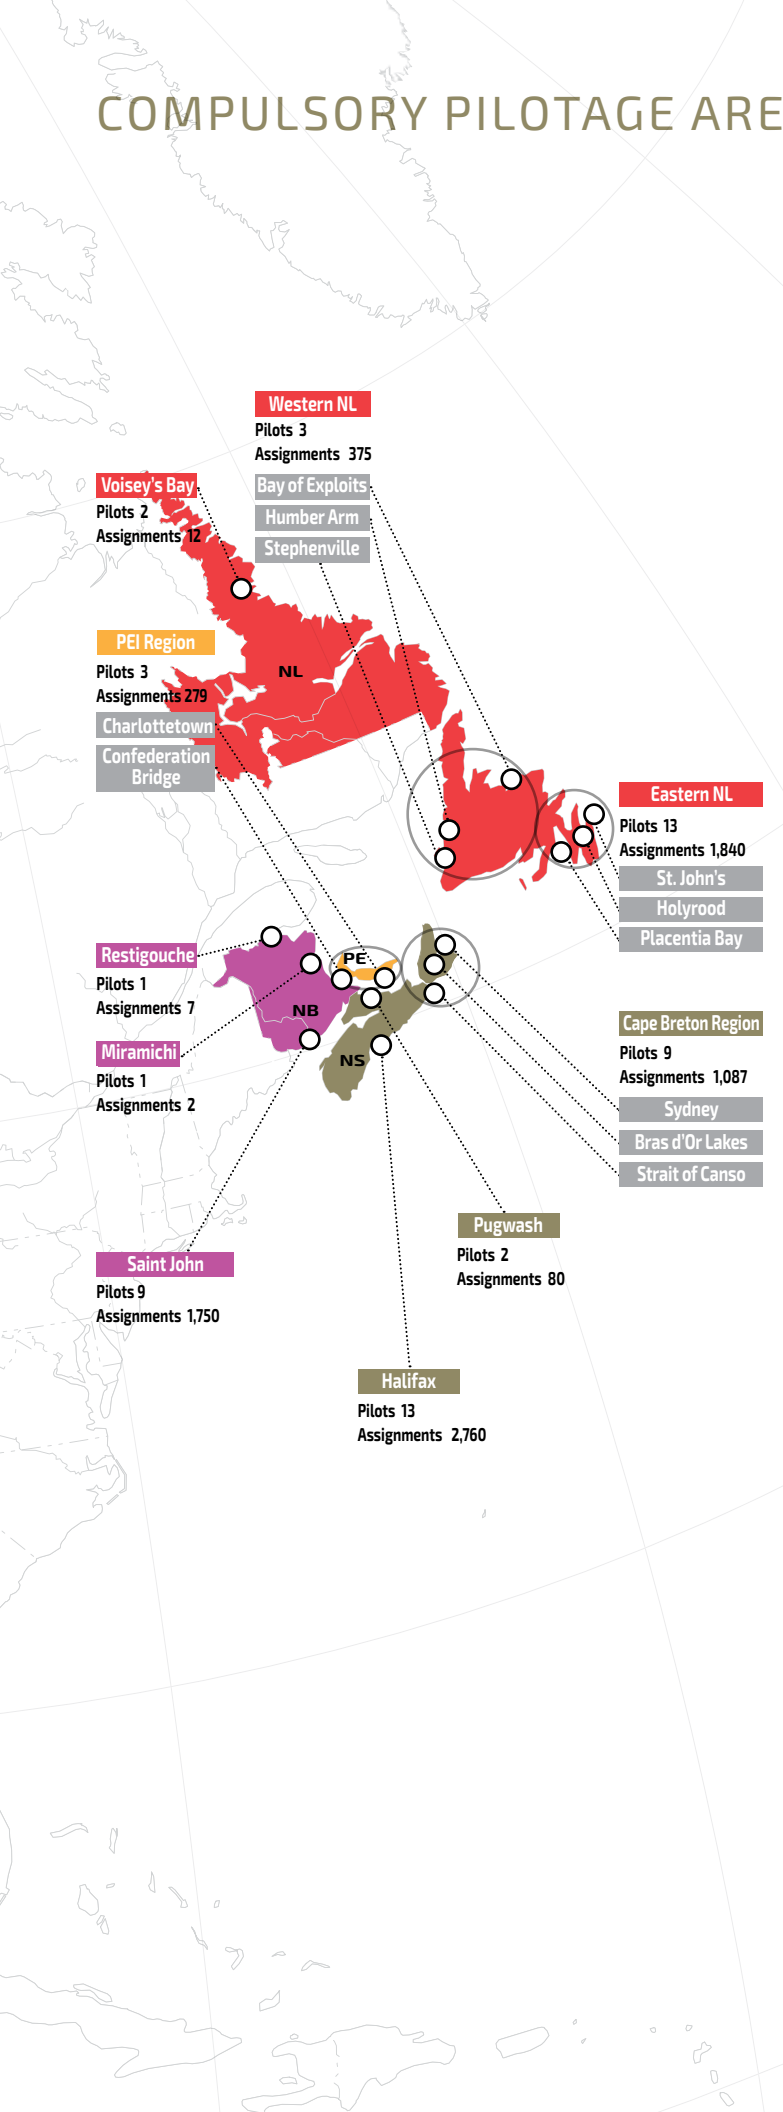 COMPULSORY PILOTAGE ARE
Western NL
Pilots 3
Assignments 375
Bay of Exploits
Humber Arm
Stephenville
Voisey's Bay
Pilots 2
Assignments 12
PEI Region
Pilots 3
Assignments 279
Charlottetown
Confederation
Bridge
NL
Eastern NL
Pilots 13
Assignments 1,840
St. John's
Holyrood
Placentia Bay
Restigouche
Pilots 1
Assignments 7
Miramichi
Pilots 1
Assignments 2
PE
NB
NS
Cape Breton Region
Pilots 9
Assignments 1,087
Sydney
Bras d'Or Lakes
Strait of Canso
Pugwash
Pilots 2
Assignments 80
Saint John
Pilots 9
Assignments 1,750
Halifax
Pilots 13
Assignments 2,760